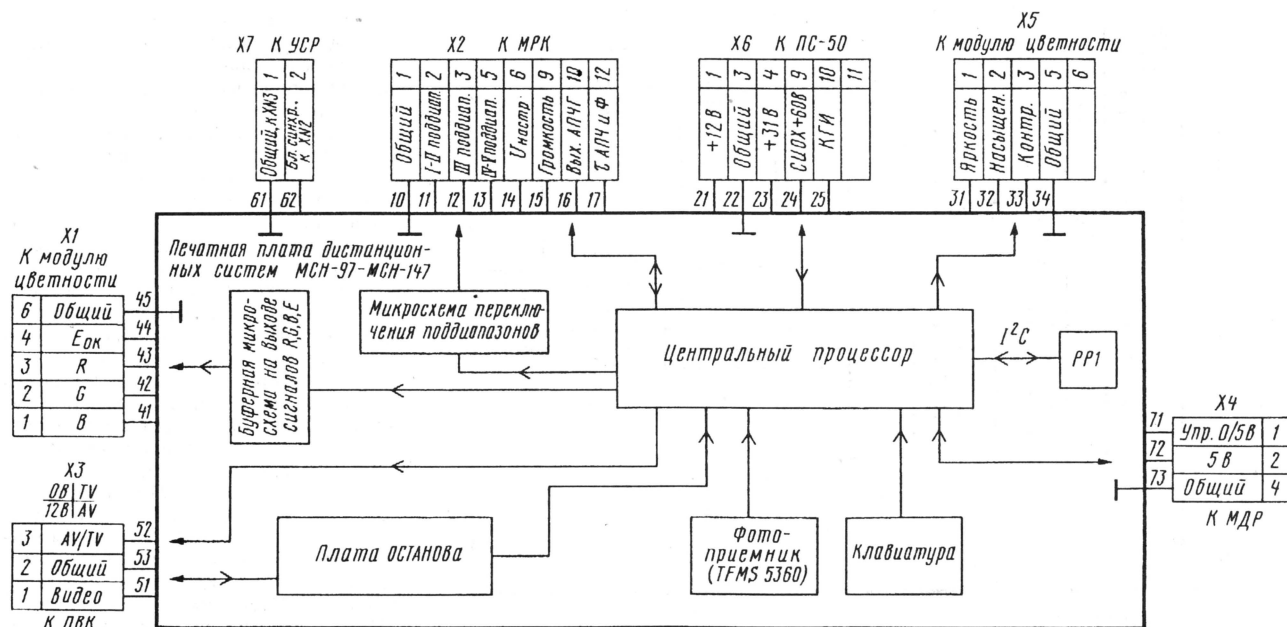 X7 К УСР
1 2
Общий, к XN3
Бл. синхр.,
к XN2
61 62
X2 К МРК
1 2 3 5 6 9 10 12
Общий
I-II поддиап.
III поддиап.
IV-V поддиап.
Uнастр.
Громкость
Вых. АПЧГ
τ АПЧ и Ф
10 11 12 13 14 15 16 17
X6 К ПС-50
1 3 4 9 10 11
+12 В
Общий
+31 В
СИОХ+60В
КГИ
21 22 23 24 25
X5
К модулю цветности
1 2 3 5 6
Яркость
Насыщен.
Контр.
Общий
31 32 33 34
Печатная плата дистанцион-
ных систем МСН-97-МСН-147
X1
К модулю
цветности
6 Общий 45
4 Eок 44
3 R 43
2 G 42
1 B 41
Буферная микро-
схема на выходе
сигналов R,G,B,E
Микросхема переклю-
чения поддиапазонов
Центральный процессор
I²C
PP1
X4
71 Упр. 0/5В 1
72 5 В 2
73 Общий 4
К МДР
X3
0В TV
12В AV
3 AV/TV 52
2 Общий 53
1 Видео 51
К ПВК
Плата ОСТАНОВА
Фото-
приемник
(TFMS 5360)
Клавиатура